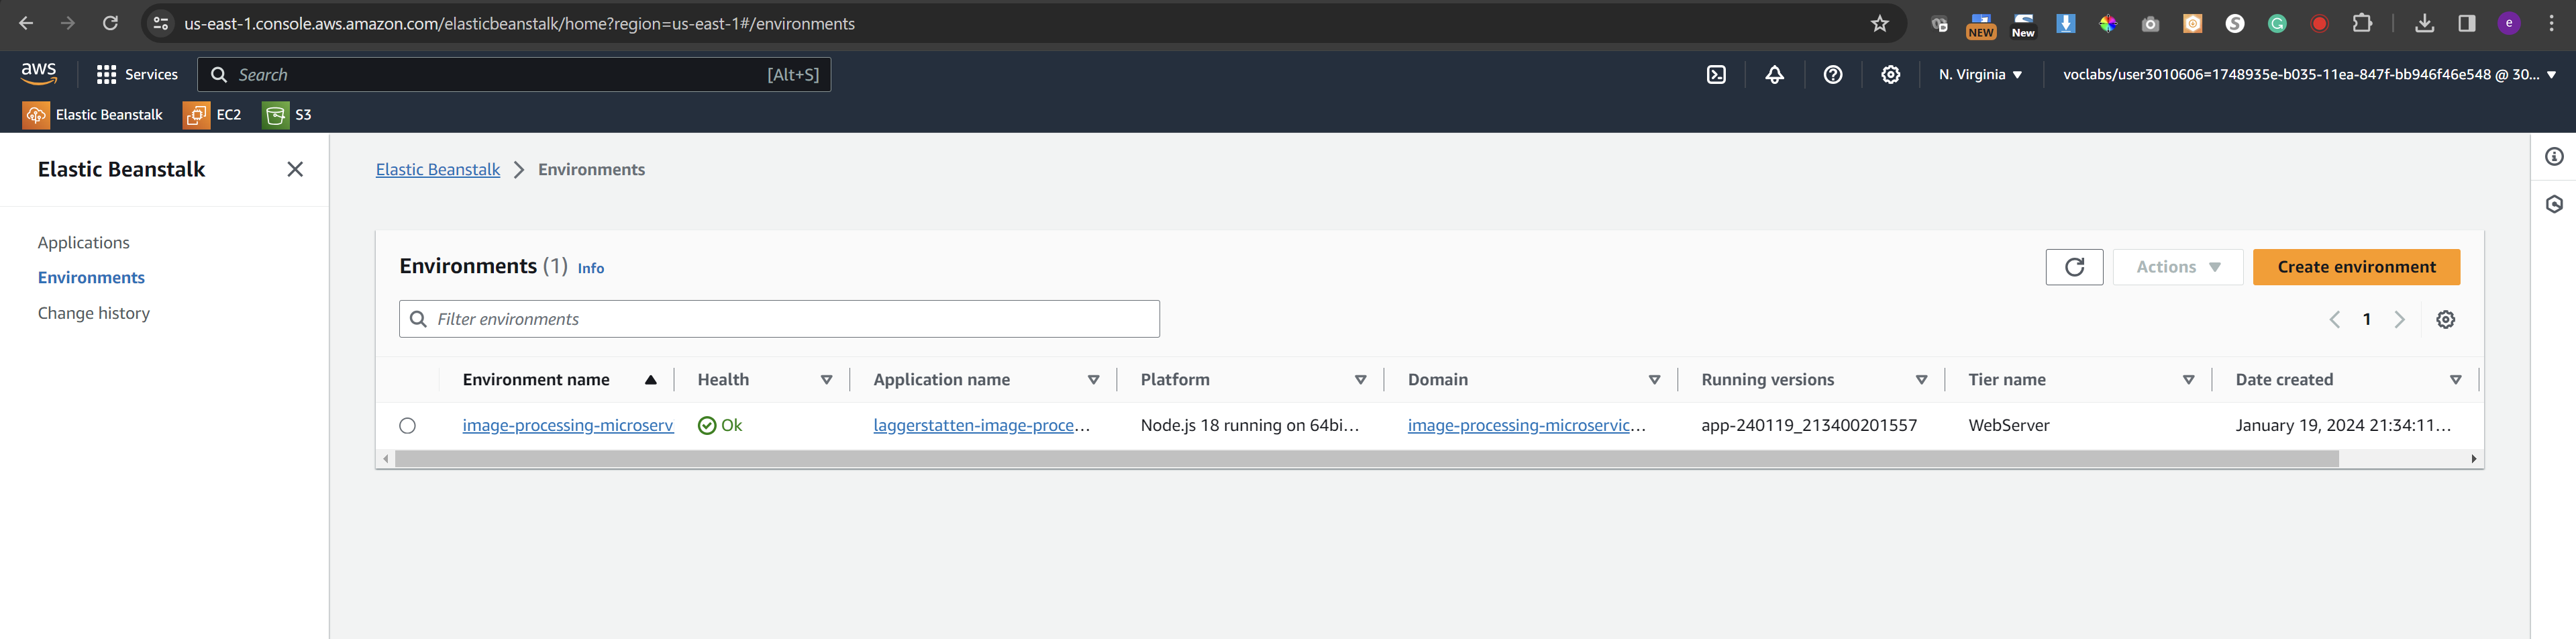 us-east-1.console.aws.amazon.com/elasticbeanstalk/home?region=us-east-1#/environments
NEW
New
e
aws
Services
Search
[Alt+S]
N. Virginia
voclabs/user3010606=1748935e-b035-11ea-847f-bb946f46e548 @ 30...
Elastic Beanstalk
EC2
S3
Elastic Beanstalk
Applications
Environments
Change history
Elastic Beanstalk > Environments
Environments (1) Info
Actions
Create environment
Filter environments
1
Environment name Health Application name Platform Domain Running versions Tier name Date created
image-processing-microserv Ok laggerstatten-image-proce... Node.js 18 running on 64bi... image-processing-microservic... app-240119_213400201557 WebServer January 19, 2024 21:34:11...